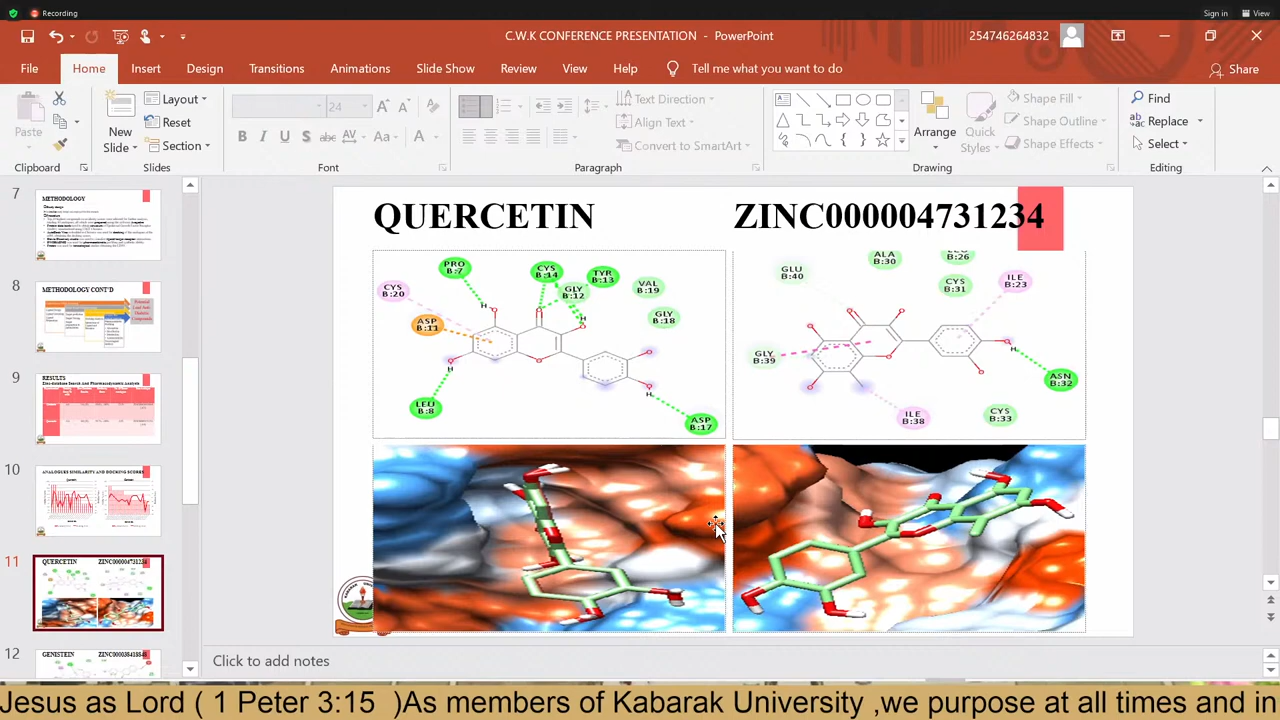 Recording
Sign in
View
C.W.K CONFERENCE PRESENTATION - PowerPoint
254746264832
File
Home
Insert
Design
Transitions
Animations
Slide Show
Review
View
Help
Tell me what you want to do
Share
Paste
New
Slide
Layout
Reset
Section
24
B I U S abc AV Aa A
Text Direction
Align Text
Convert to SmartArt
Arrange
Styles
Shape Fill
Shape Outline
Shape Effects
Find
Replace
Select
Clipboard
Slides
Font
Paragraph
Drawing
Editing
7
METHODOLOGY
8
METHODOLOGY CONT'D
9
RESULTS
10
ANALOGUES SIMILARITY AND DOCKING SCORES
11
QUERCETIN
ZINC000004731234
12
GENISTEIN
QUERCETIN
ZINC000004731234
PRO
B:7
CYS
B:14
TYR
B:13
CYS
B:20
GLY
B:12
VAL
B:19
ASP
B:11
GLY
B:18
LEU
B:8
ASP
B:17
H
H
H
H
O
GLU
B:40
ALA
B:30
B:26
CYS
B:31
ILE
B:23
GLY
B:39
ASN
B:32
ILE
B:38
CYS
B:33
H
O
Click to add notes
Jesus as Lord ( 1 Peter 3:15 )As members of Kabarak University ,we purpose at all times and in